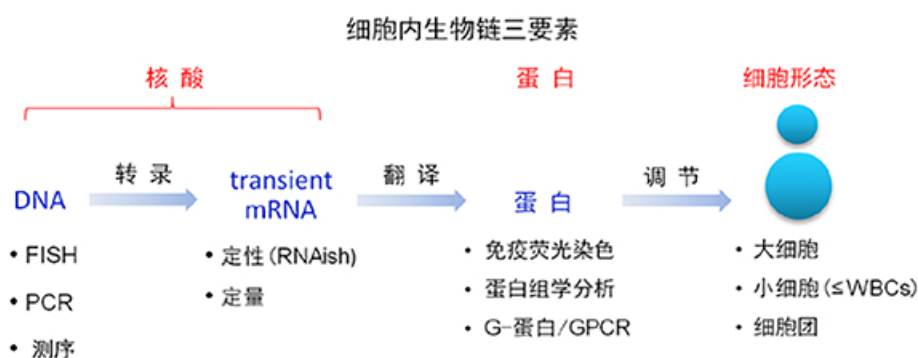 细胞内生物链三要素
核 酸
蛋 白
细胞形态
DNA
转 录
transient
mRNA
翻 译
蛋 白
调 节
• FISH
• PCR
• 测序
• 定性(RNAish)
• 定量
• 免疫荧光染色
• 蛋白组学分析
• G-蛋白/GPCR
• 大细胞
• 小细胞(≤WBCs)
• 细胞团